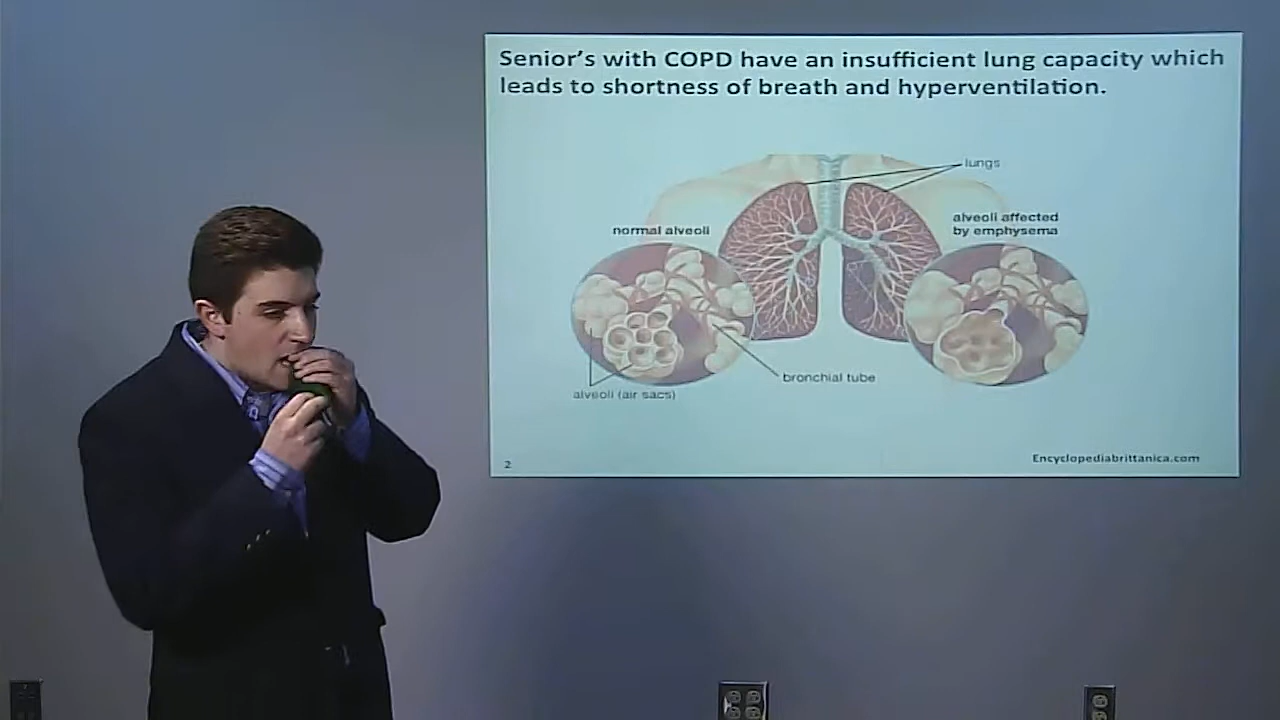 Senior's with COPD have an insufficient lung capacity which
leads to shortness of breath and hyperventilation.
lungs
normal alveoli
alveoli affected
by emphysema
bronchial tube
alveoli (air sacs)
2
Encyclopediabrittanica.com